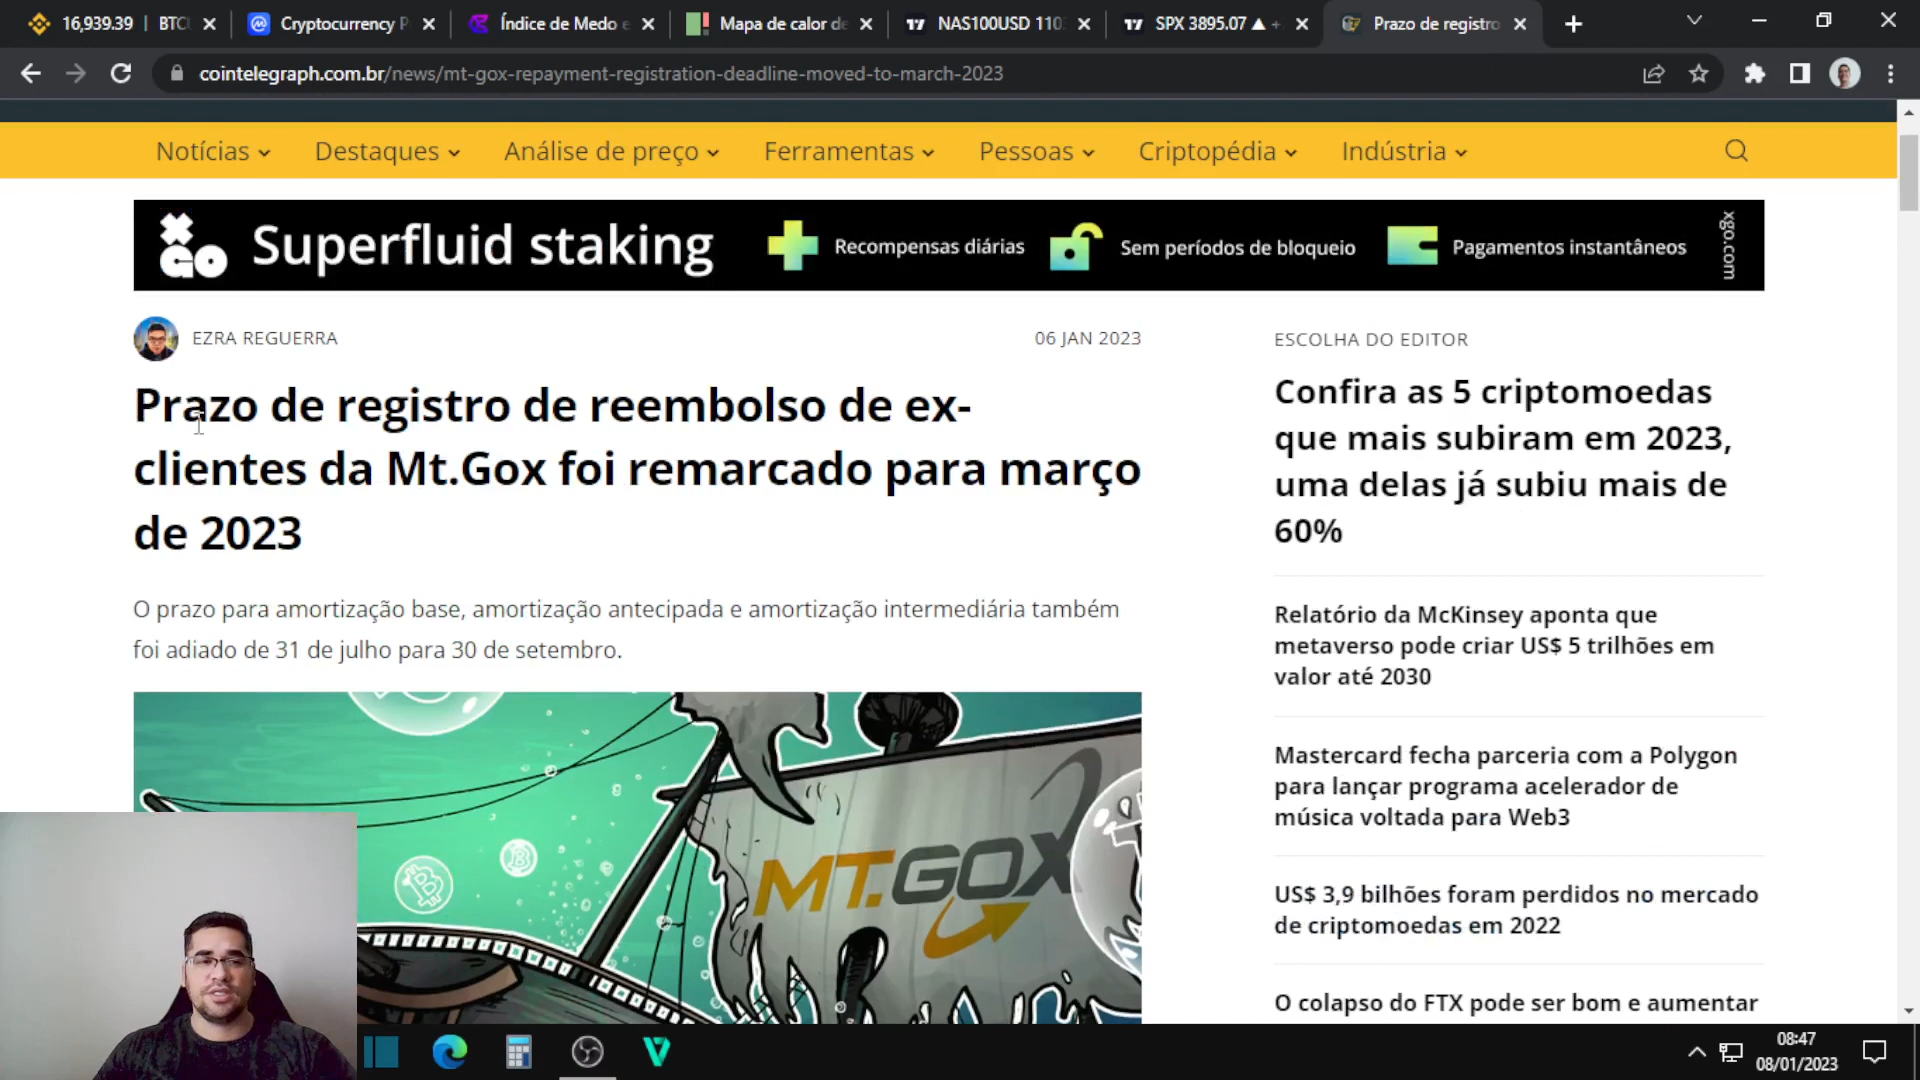 16,939.39 | BTCU
Cryptocurrency P
Índice de Medo e
Mapa de calor de
NAS100USD 110
SPX 3895.07 ▲ +
Prazo de registro
cointelegraph.com.br/news/mt-gox-repayment-registration-deadline-moved-to-march-2023
Notícias Destaques Análise de preço Ferramentas Pessoas Criptopédia Indústria
xGo Superfluid staking Recompensas diárias Sem períodos de bloqueio Pagamentos instantâneos xgo.com
EZRA REGUERRA 06 JAN 2023
Prazo de registro de reembolso de ex-
clientes da Mt.Gox foi remarcado para março
de 2023
O prazo para amortização base, amortização antecipada e amortização intermediária também
foi adiado de 31 de julho para 30 de setembro.
MT.GOX
ESCOLHA DO EDITOR
Confira as 5 criptomoedas
que mais subiram em 2023,
uma delas já subiu mais de
60%
Relatório da McKinsey aponta que
metaverso pode criar US$ 5 trilhões em
valor até 2030
Mastercard fecha parceria com a Polygon
para lançar programa acelerador de
música voltada para Web3
US$ 3,9 bilhões foram perdidos no mercado
de criptomoedas em 2022
O colapso do FTX pode ser bom e aumentar
08:47
08/01/2023